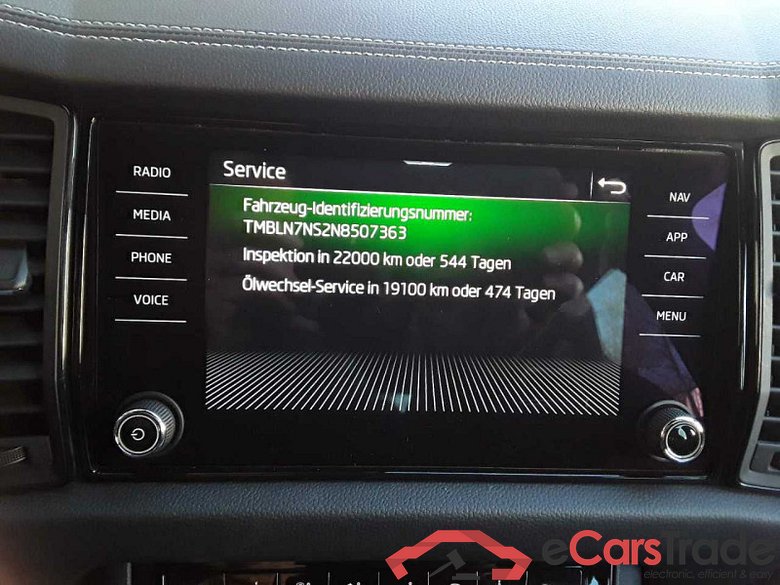 RADIO
MEDIA
PHONE
VOICE
Service
Fahrzeug-Identifizierungsnummer:
TMBLN7NS2N8507363
Inspektion in 22000 km oder 544 Tagen
Ölwechsel-Service in 19100 km oder 474 Tagen
NAV
APP
CAR
MENU
eCarsTrade
electronic, efficient & easy